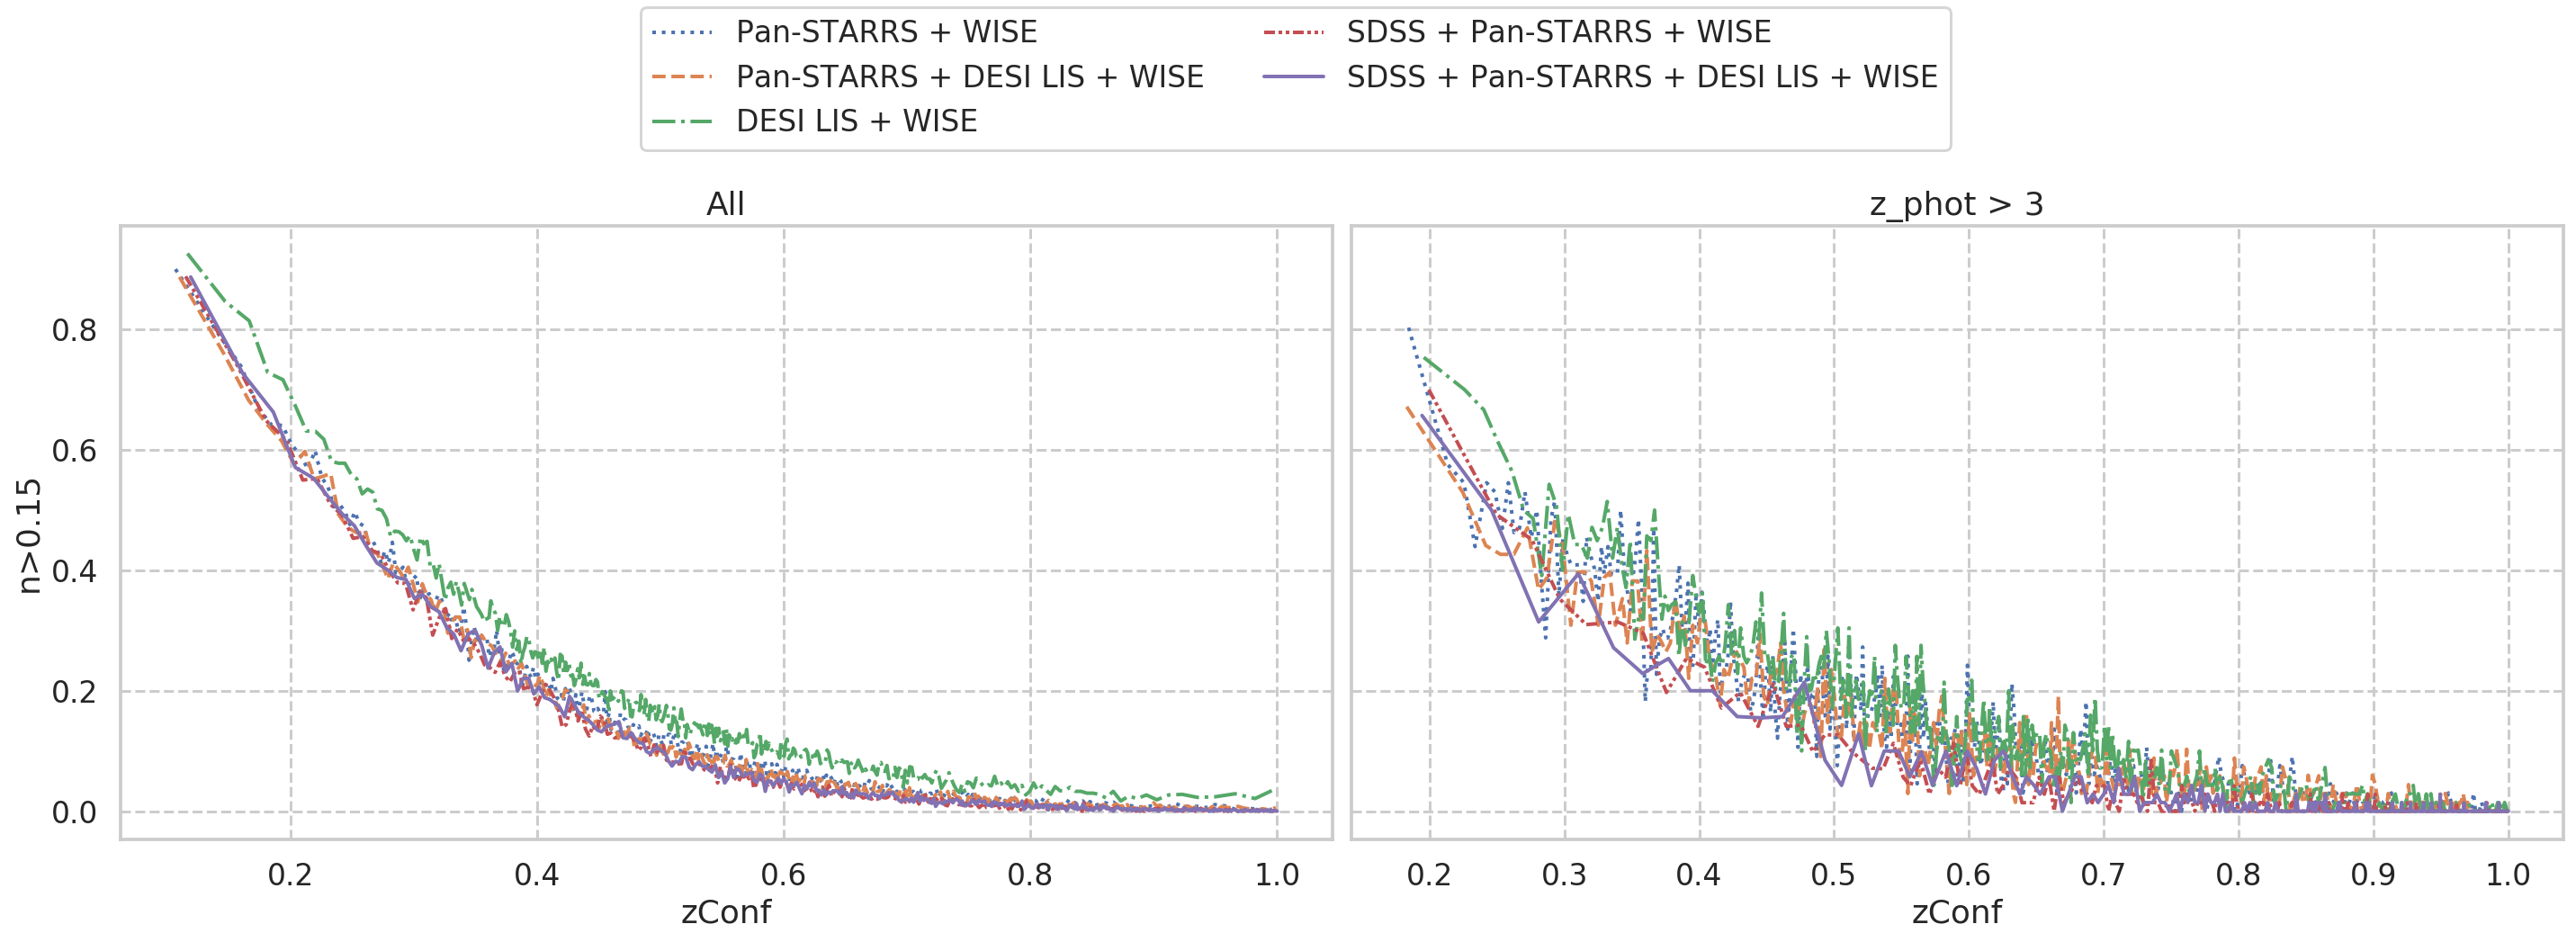 Pan-STARRS + WISE
Pan-STARRS + DESI LIS + WISE
DESI LIS + WISE
SDSS + Pan-STARRS + WISE
SDSS + Pan-STARRS + DESI LIS + WISE
All
z_phot > 3
n>0.15
0.8
0.6
0.4
0.2
0.0
0.2 0.4 0.6 0.8 1.0
zConf
0.2 0.3 0.4 0.5 0.6 0.7 0.8 0.9 1.0
zConf